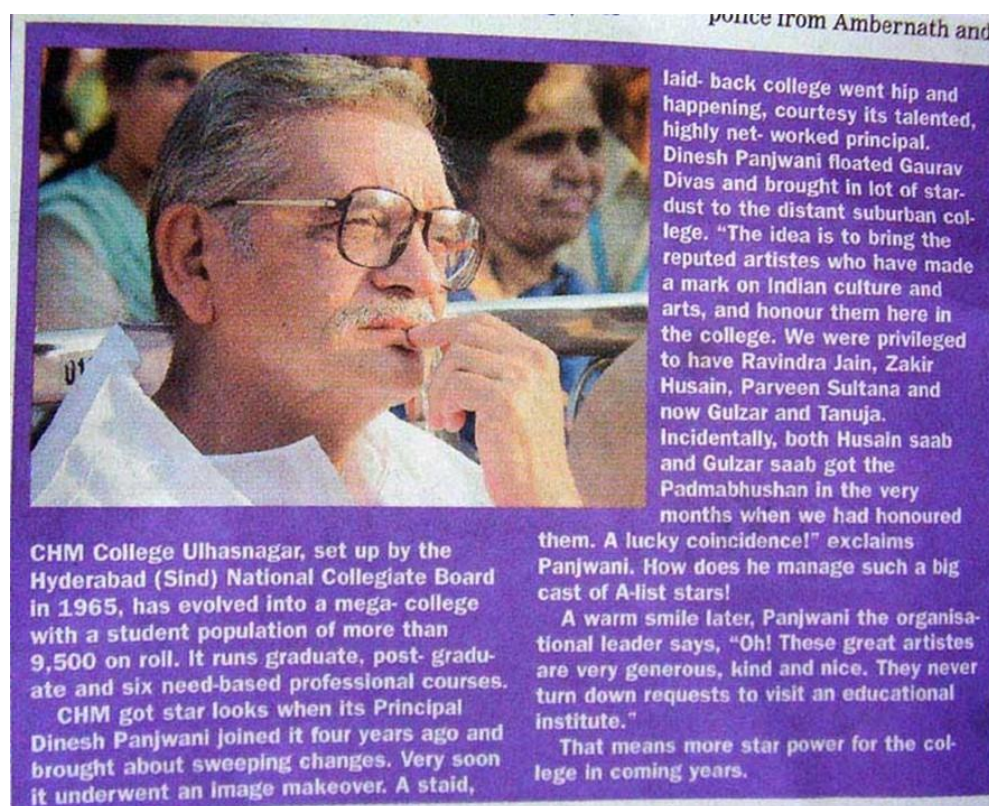 police from Ambernath and
01
CHM College Ulhasnagar, set up by the
Hyderabad (Sind) National Collegiate Board
in 1965, has evolved into a mega- college
with a student population of more than
9,500 on roll. It runs graduate, post- gradu-
ate and six need-based professional courses.
CHM got star looks when its Principal
Dinesh Panjwani joined it four years ago and
brought about sweeping changes. Very soon
it underwent an image makeover. A staid,
laid- back college went hip and
happening, courtesy its talented,
highly net- worked principal.
Dinesh Panjwani floated Gaurav
Divas and brought in lot of star-
dust to the distant suburban col-
lege. “The idea is to bring the
reputed artistes who have made
a mark on Indian culture and
arts, and honour them here in
the college. We were privileged
to have Ravindra Jain, Zakir
Husain, Parveen Sultana and
now Gulzar and Tanuja.
Incidentally, both Husain saab
and Gulzar saab got the
Padmabhushan in the very
months when we had honoured
them. A lucky coincidence!” exclaims
Panjwani. How does he manage such a big
cast of A-list stars!
A warm smile later, Panjwani the organisa-
tional leader says, “Oh! These great artistes
are very generous, kind and nice. They never
turn down requests to visit an educational
institute.”
That means more star power for the col-
lege in coming years.